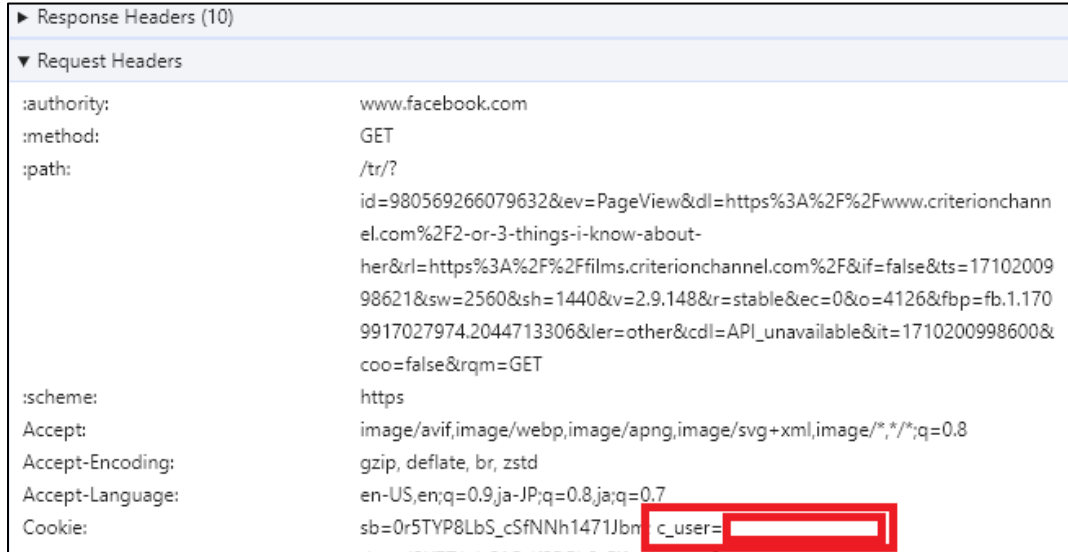 ▶ Response Headers (10)
▼ Request Headers
:authority: www.facebook.com
:method: GET
:path: /tr/?
id=980569266079632&ev=PageView&dl=https%3A%2F%2Fwww.criterionchann
el.com%2F2-or-3-things-i-know-about-
her&rl=https%3A%2F%2Ffilms.criterionchannel.com%2F&if=false&ts=17102009
98621&sw=2560&sh=1440&v=2.9.148&r=stable&ec=0&o=4126&fbp=fb.1.170
9917027974.2044713306&ler=other&cdl=API_unavailable&it=1710200998600&
coo=false&rqm=GET
:scheme: https
Accept: image/avif,image/webp,image/apng,image/svg+xml,image/*,*/*;q=0.8
Accept-Encoding: gzip, deflate, br, zstd
Accept-Language: en-US,en;q=0.9,ja-JP;q=0.8,ja;q=0.7
Cookie: sb=0r5TYP8LbS_cSfNNh1471Jbm c_user=